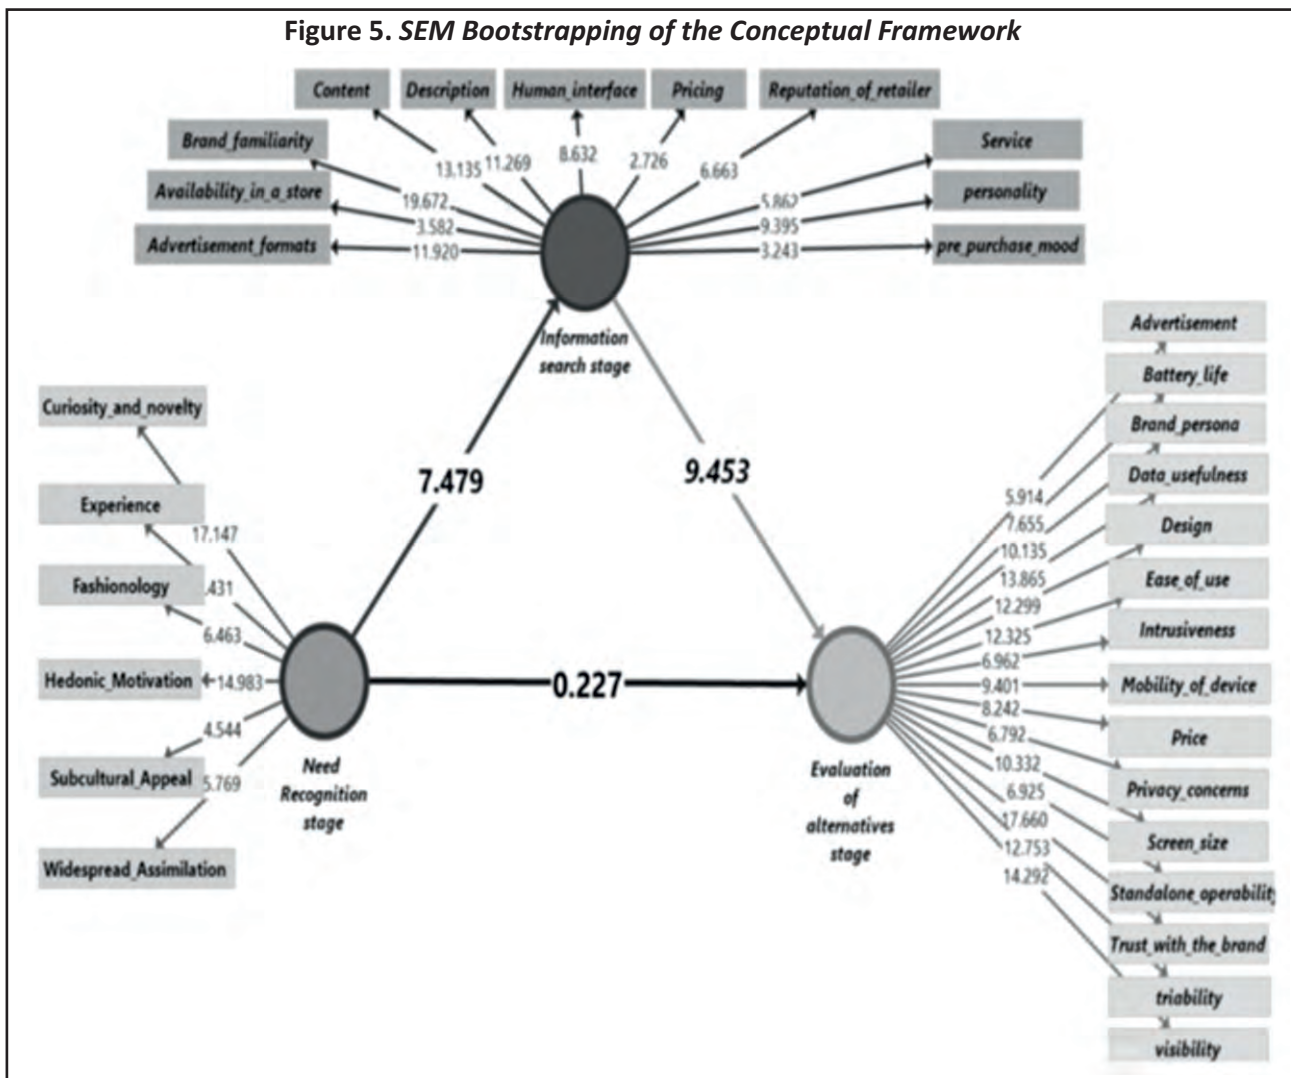 Figure 5. SEM Bootstrapping of the Conceptual Framework
Content
Description
Human_interface
Pricing
Reputation_of_retailer
Brand_familiarity
Service
Availability_in_a_store
personality
Advertisement_formats
pre_purchase_mood
13.135
11.269
8.632
2.726
6.663
19.672
3.582
11.920
5.862
9.395
3.243
Information
search stage
7.479
9.453
0.227
Curiosity_and_novelty
Experience
Fashionology
Hedonic_Motivation
Subcultural_Appeal
Widespread_Assimilation
17.147
.431
6.463
14.983
4.544
5.769
Need
Recognition
stage
Evaluation
of
alternatives
stage
5.914
7.655
10.135
13.865
12.299
12.325
6.962
9.401
8.242
6.792
10.332
6.925
17.660
12.753
14.292
Advertisement
Battery_life
Brand_persona
Data_usefulness
Design
Ease_of_use
Intrusiveness
Mobility_of_device
Price
Privacy_concerns
Screen_size
Standalone_operability
Trust_with_the_brand
triability
visibility